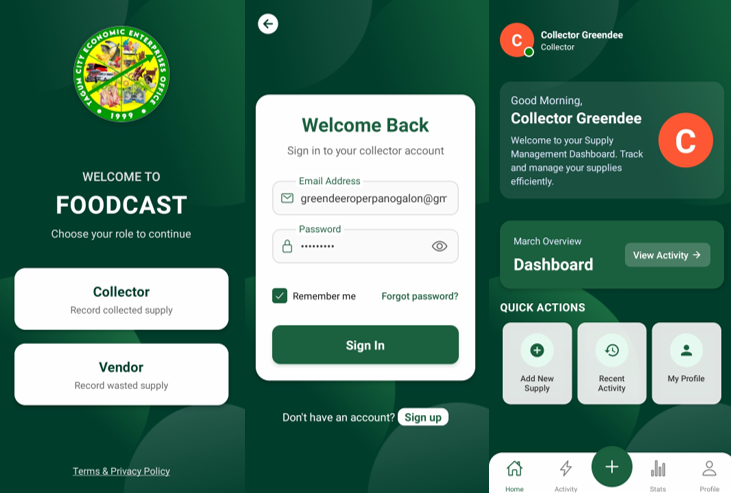 TAGUM CITY ECONOMIC ENTERPRISES OFFICE
1999
WELCOME TO
FOODCAST
Choose your role to continue
Collector
Record collected supply
Vendor
Record wasted supply
Terms & Privacy Policy
Welcome Back
Sign in to your collector account
Email Address
greendeeroperpanogalon@gm
Password
Remember me
Forgot password?
Sign In
Don't have an account? Sign up
C
Collector Greendee
Collector
Good Morning,
Collector Greendee
Welcome to your Supply
Management Dashboard. Track
and manage your supplies
efficiently.
C
March Overview
Dashboard
View Activity →
QUICK ACTIONS
Add New
Supply
Recent
Activity
My Profile
Home
Activity
Stats
Profile